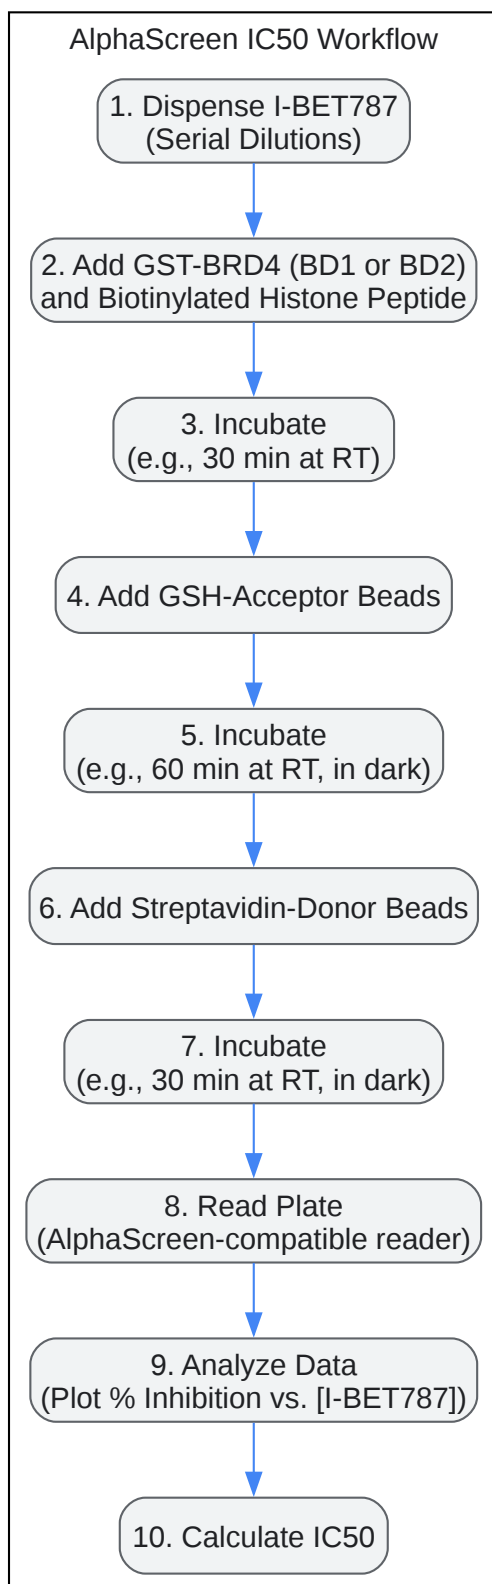 AlphaScreen IC50 Workflow
1. Dispense I-BET787
(Serial Dilutions)
2. Add GST-BRD4 (BD1 or BD2)
and Biotinylated Histone Peptide
3. Incubate
(e.g., 30 min at RT)
4. Add GSH-Acceptor Beads
5. Incubate
(e.g., 60 min at RT, in dark)
6. Add Streptavidin-Donor Beads
7. Incubate
(e.g., 30 min at RT, in dark)
8. Read Plate
(AlphaScreen-compatible reader)
9. Analyze Data
(Plot % Inhibition vs. [I-BET787])
10. Calculate IC50